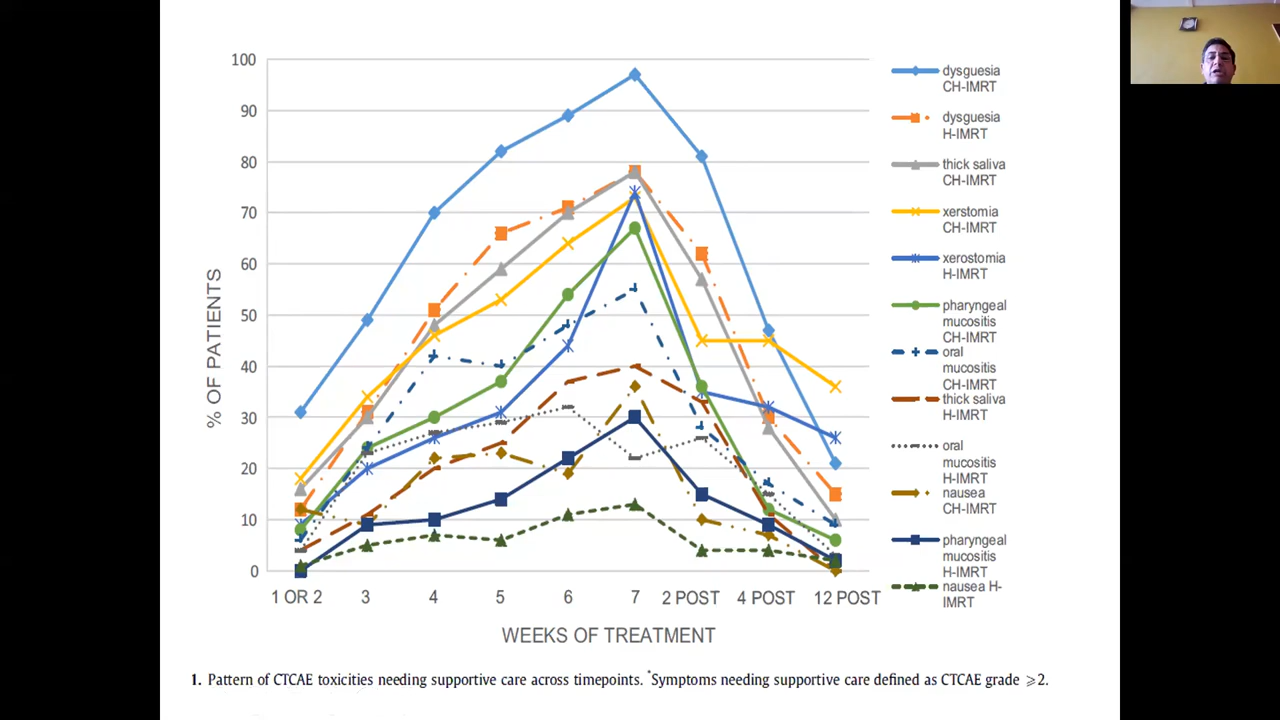 100
90
80
70
60
50
40
30
20
10
0
% OF PATIENTS
1 OR 2 3 4 5 6 7 2 POST 4 POST 12 POST
WEEKS OF TREATMENT
dysguesia
CH-IMRT
dysguesia
H-IMRT
thick saliva
CH-IMRT
xerstomia
CH-IMRT
xerostomia
H-IMRT
pharyngeal
mucositis
CH-IMRT
oral
mucositis
CH-IMRT
thick saliva
H-IMRT
oral
mucositis
H-IMRT
nausea
CH-IMRT
pharyngeal
mucositis
H-IMRT
nausea H-
IMRT
1. Pattern of CTCAE toxicities needing supportive care across timepoints. *Symptoms needing supportive care defined as CTCAE grade ⩾2.